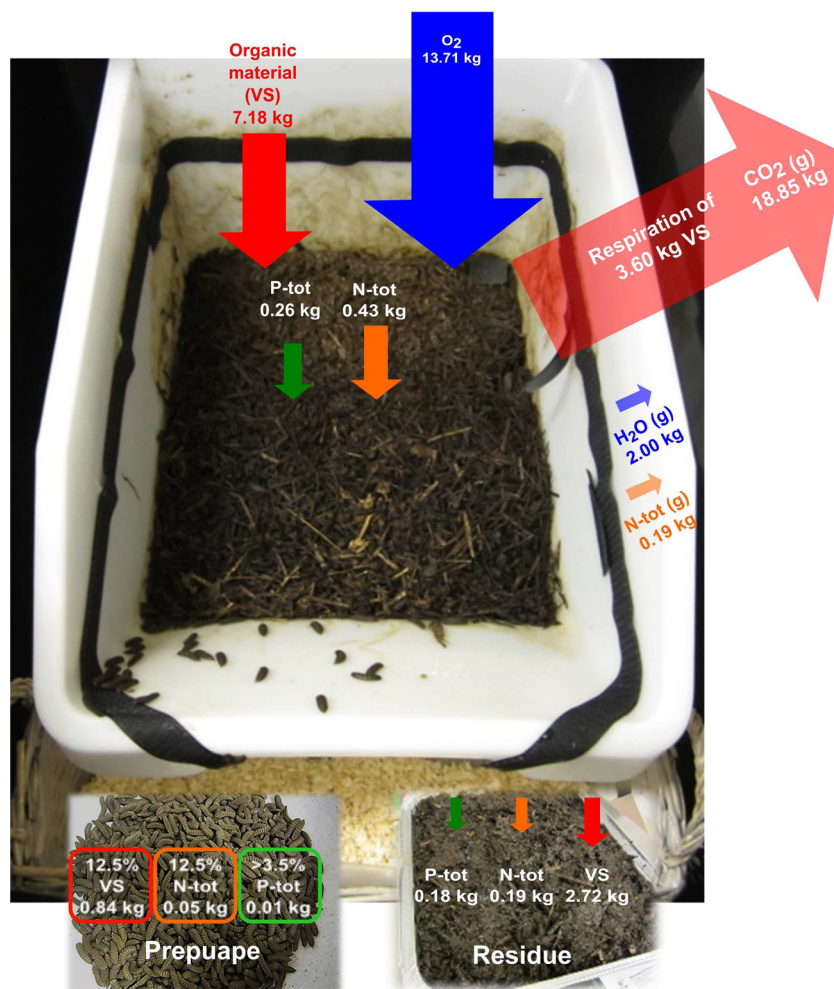 Organic
material
(VS)
7.18 kg
O₂
13.71 kg
Respiration of
3.60 kg VS
CO₂ (g)
18.85 kg
P-tot
0.26 kg
N-tot
0.43 kg
H₂O (g)
2.00 kg
N-tot (g)
0.19 kg
12.5%
VS
0.84 kg
12.5%
N-tot
0.05 kg
>3.5%
P-tot
0.01 kg
Prepuape
P-tot
0.18 kg
N-tot
0.19 kg
VS
2.72 kg
Residue